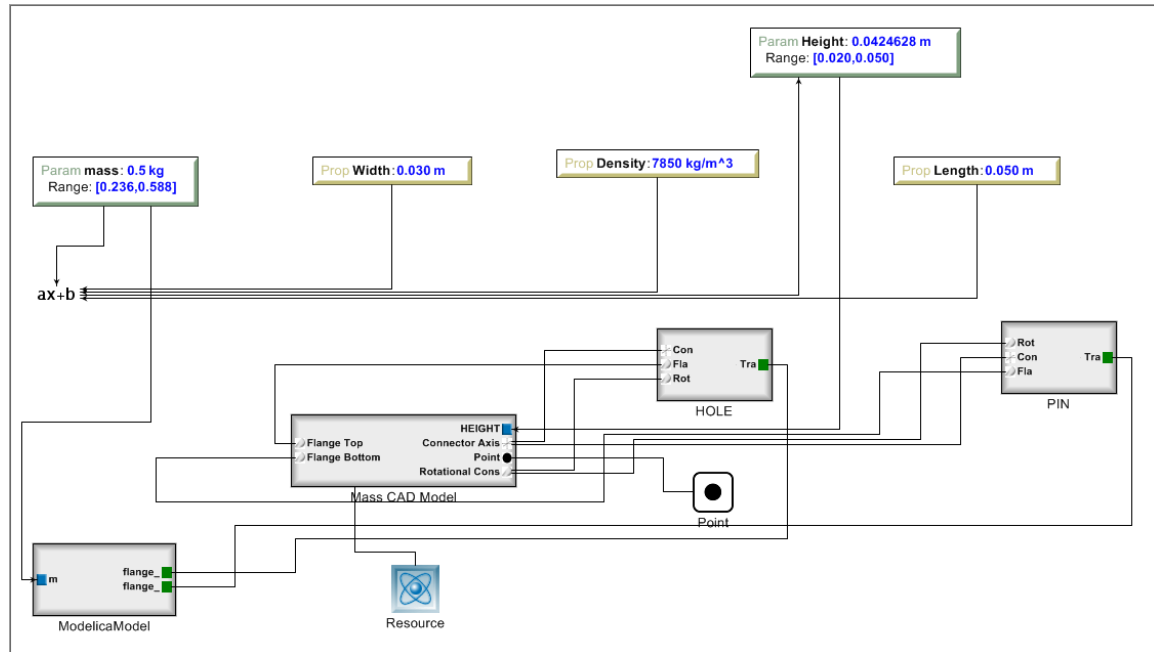 Param Height: 0.0424628 m
Range: [0.020,0.050]
Param mass: 0.5 kg
Range: [0.236,0.588]
Prop Width: 0.030 m
Prop Density: 7850 kg/m^3
Prop Length: 0.050 m
ax+b
Con
Fla
Rot
Tra
HOLE
Rot
Con
Fla
Tra
PIN
HEIGHT
Flange Top
Connector Axis
Flange Bottom
Point
Rotational Cons
Mass CAD Model
Point
m
flange_
flange_
ModelicaModel
Resource